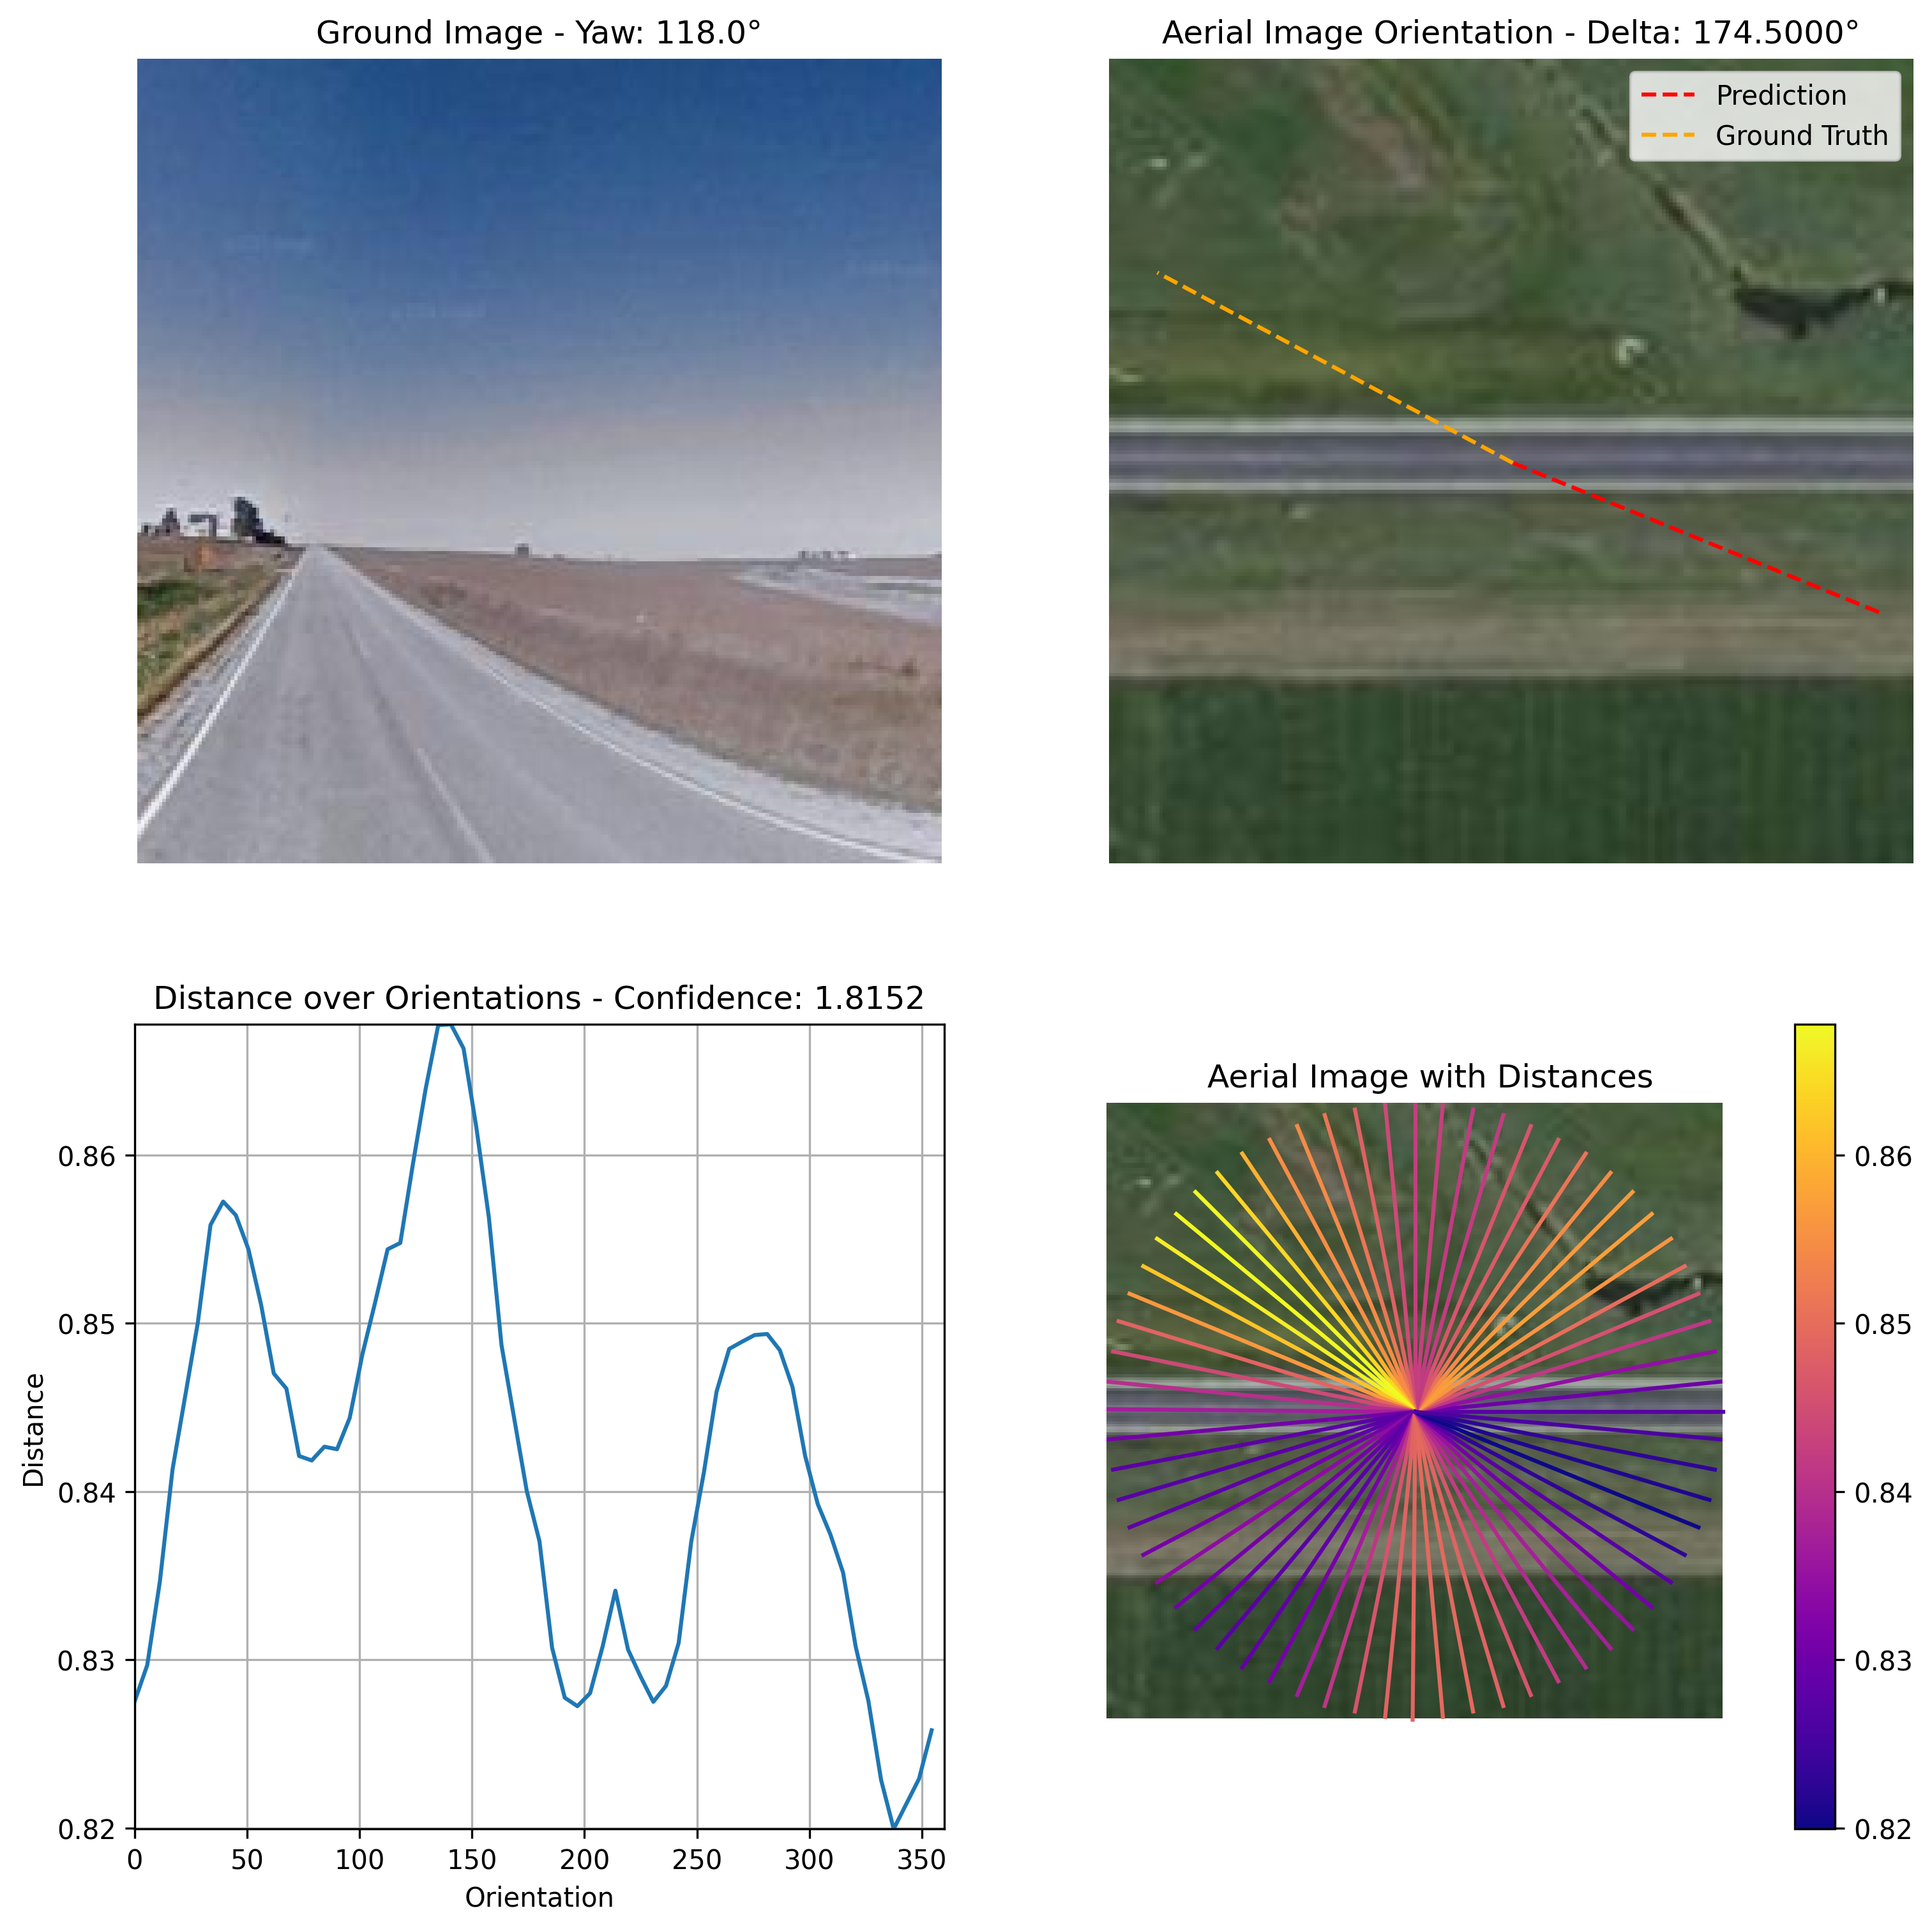 Ground Image - Yaw: 118.0°
Aerial Image Orientation - Delta: 174.5000°
Prediction
Ground Truth
Distance over Orientations - Confidence: 1.8152
0.86
0.85
0.84
0.83
0.82
Distance
0
50
100
150
200
250
300
350
Orientation
Aerial Image with Distances
0.86
0.85
0.84
0.83
0.82